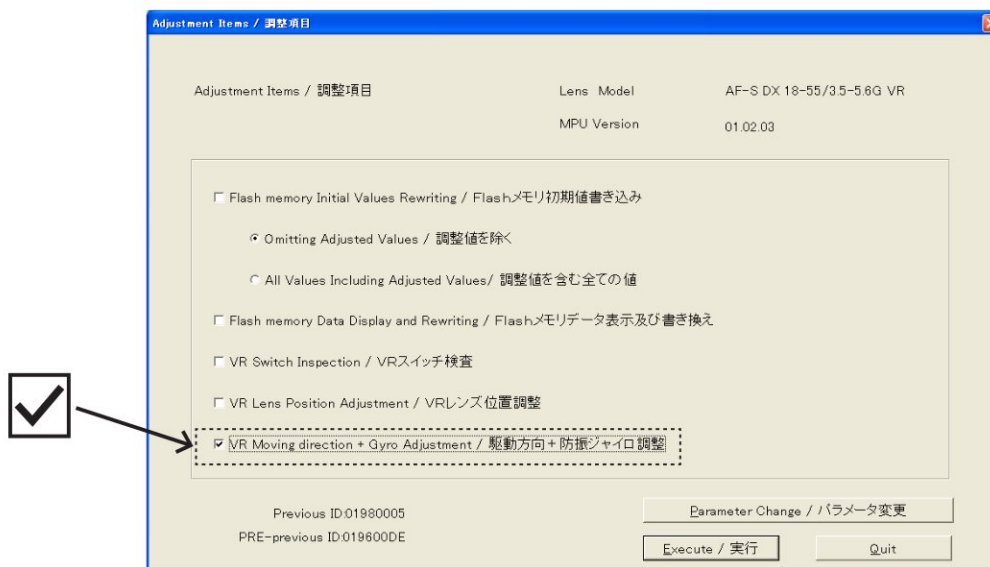 Adjustment Items / 調整項目
Adjustment Items / 調整項目
Lens Model
AF-S DX 18-55/3.5-5.6G VR
MPU Version
01.02.03
Flash memory Initial Values Rewriting / Flashメモリ初期値書き込み
Omitting Adjusted Values / 調整値を除く
All Values Including Adjusted Values/ 調整値を含む全ての値
Flash memory Data Display and Rewriting / Flashメモリデータ表示及び書き換え
VR Switch Inspection / VRスイッチ検査
VR Lens Position Adjustment / VRレンズ位置調整
VR Moving direction + Gyro Adjustment / 駆動方向+防振ジャイロ調整
Previous ID:01980005
PRE-previous ID:019600DE
Parameter Change / パラメータ変更
Execute / 実行
Quit